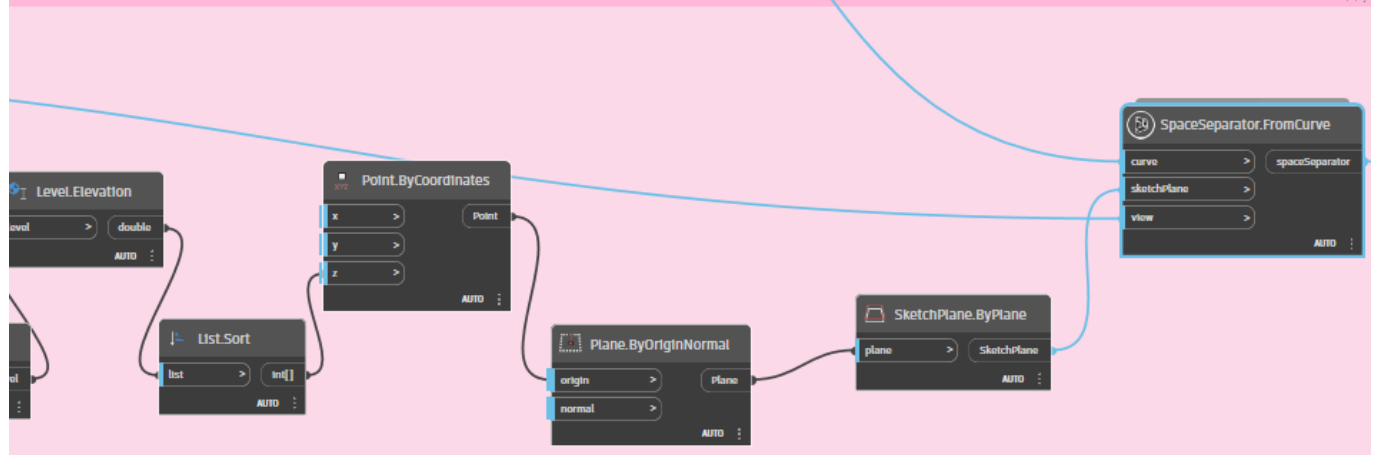 SpaceSeparator.FromCurve
curve > spaceSeparator
sketchPlane >
view >
AUTO
Level.Elevation
> double
AUTO
Point.ByCoordinates
XYZ
x > Point
y >
z >
AUTO
List.Sort
list > int[]
AUTO
Plane.ByOriginNormal
origin > Plane
normal >
AUTO
SketchPlane.ByPlane
plane > SketchPlane
AUTO